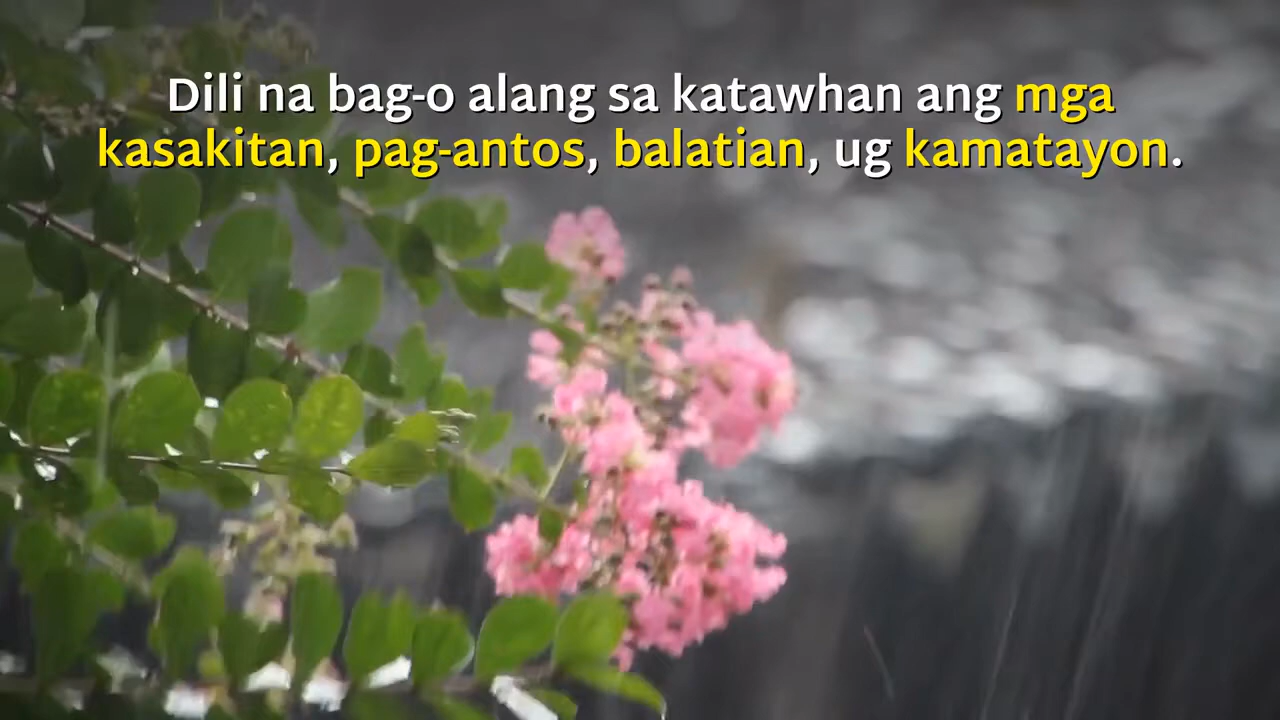 Dili na bag-o alang sa katawhan ang mga
kasakitan, pag-antos, balatian, ug kamatayon.